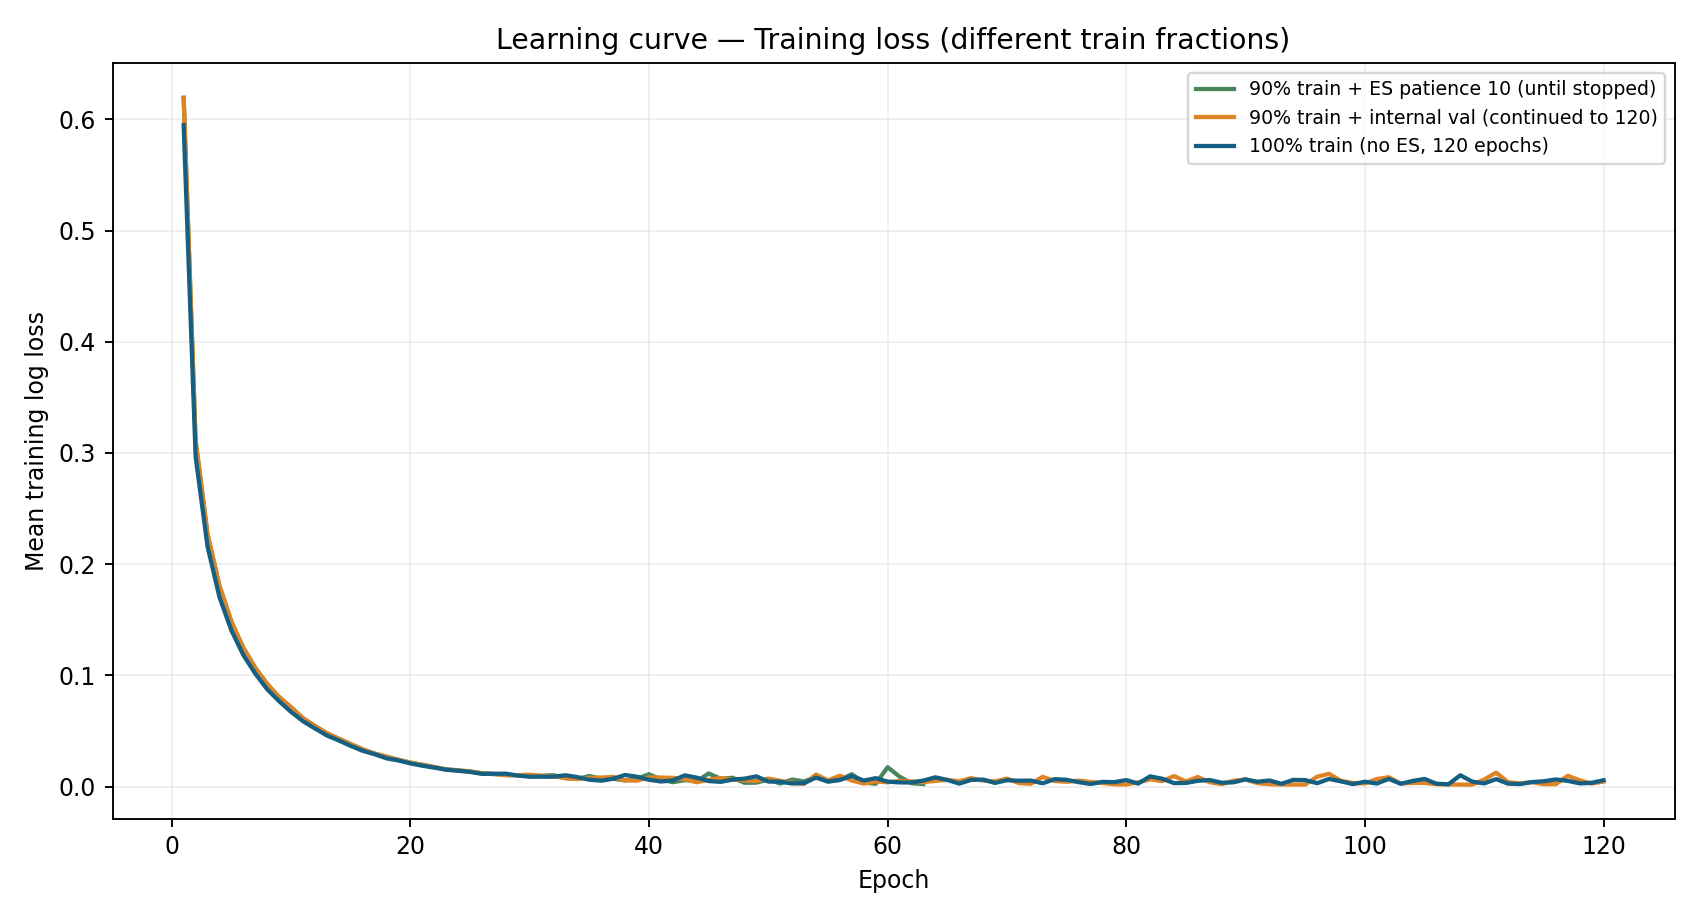 Learning curve — Training loss (different train fractions)
90% train + ES patience 10 (until stopped)
90% train + internal val (continued to 120)
100% train (no ES, 120 epochs)
Mean training log loss
0.6
0.5
0.4
0.3
0.2
0.1
0.0
0 20 40 60 80 100 120
Epoch